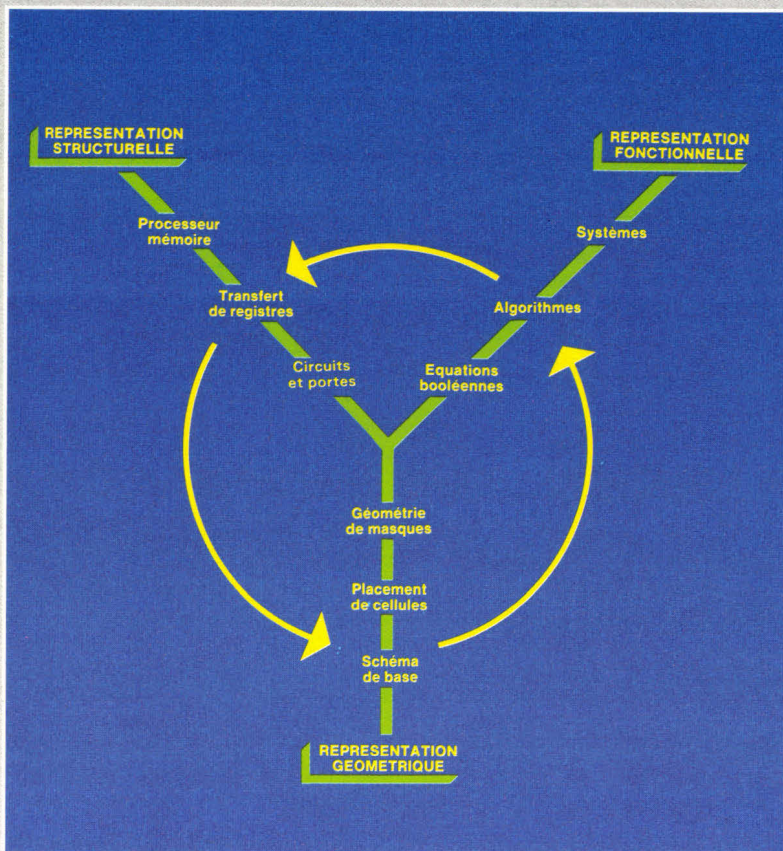 REPRESENTATION
STRUCTURELLE
REPRESENTATION
FONCTIONNELLE
Processeur
mémoire
Systèmes
Transfert
de registres
Algorithmes
Circuits
et portes
Equations
booléennes
Géométrie
de masques
Placement
de cellules
Schéma
de base
REPRESENTATION
GEOMETRIQUE